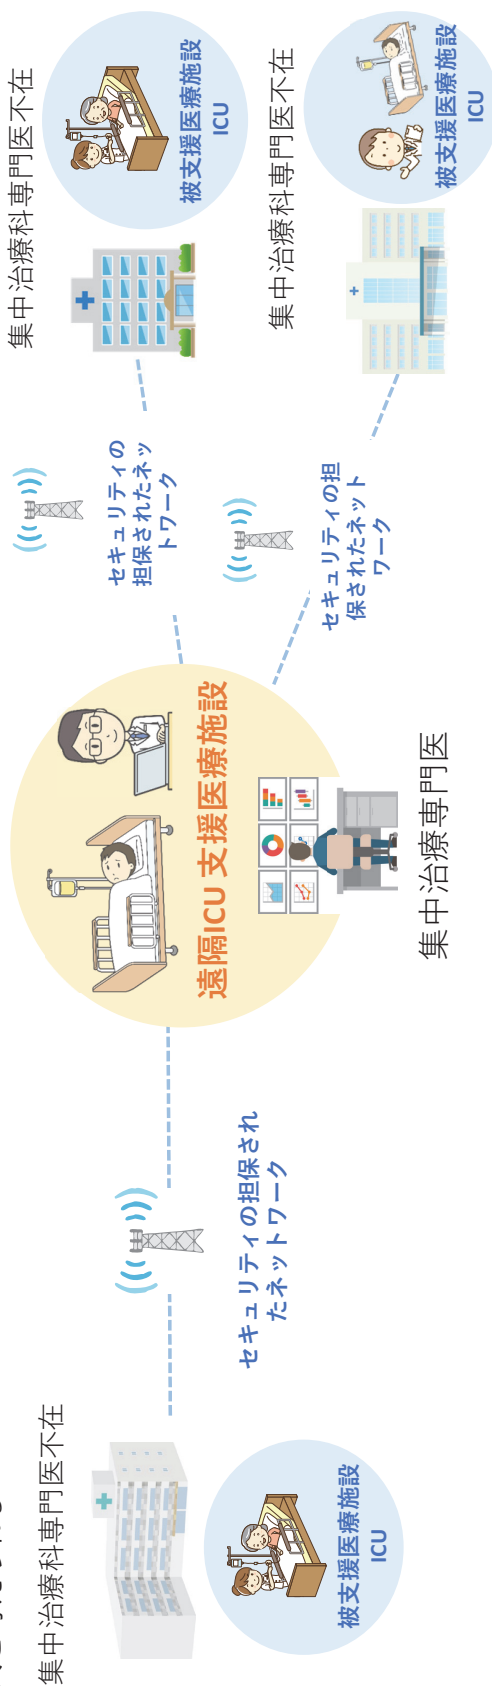 集中治療科専門医不在
被支援医療施設
ICU
セキュリティの担保され
たネットワーク
遠隔ICU 支援医療施設
集中治療専門医
セキュリティの
担保されたネッ
トワーク
集中治療科専門医不在
被支援医療施設
ICU
セキュリティの担
保されたネット
ワーク
集中治療科専門医不在
被支援医療施設
ICU